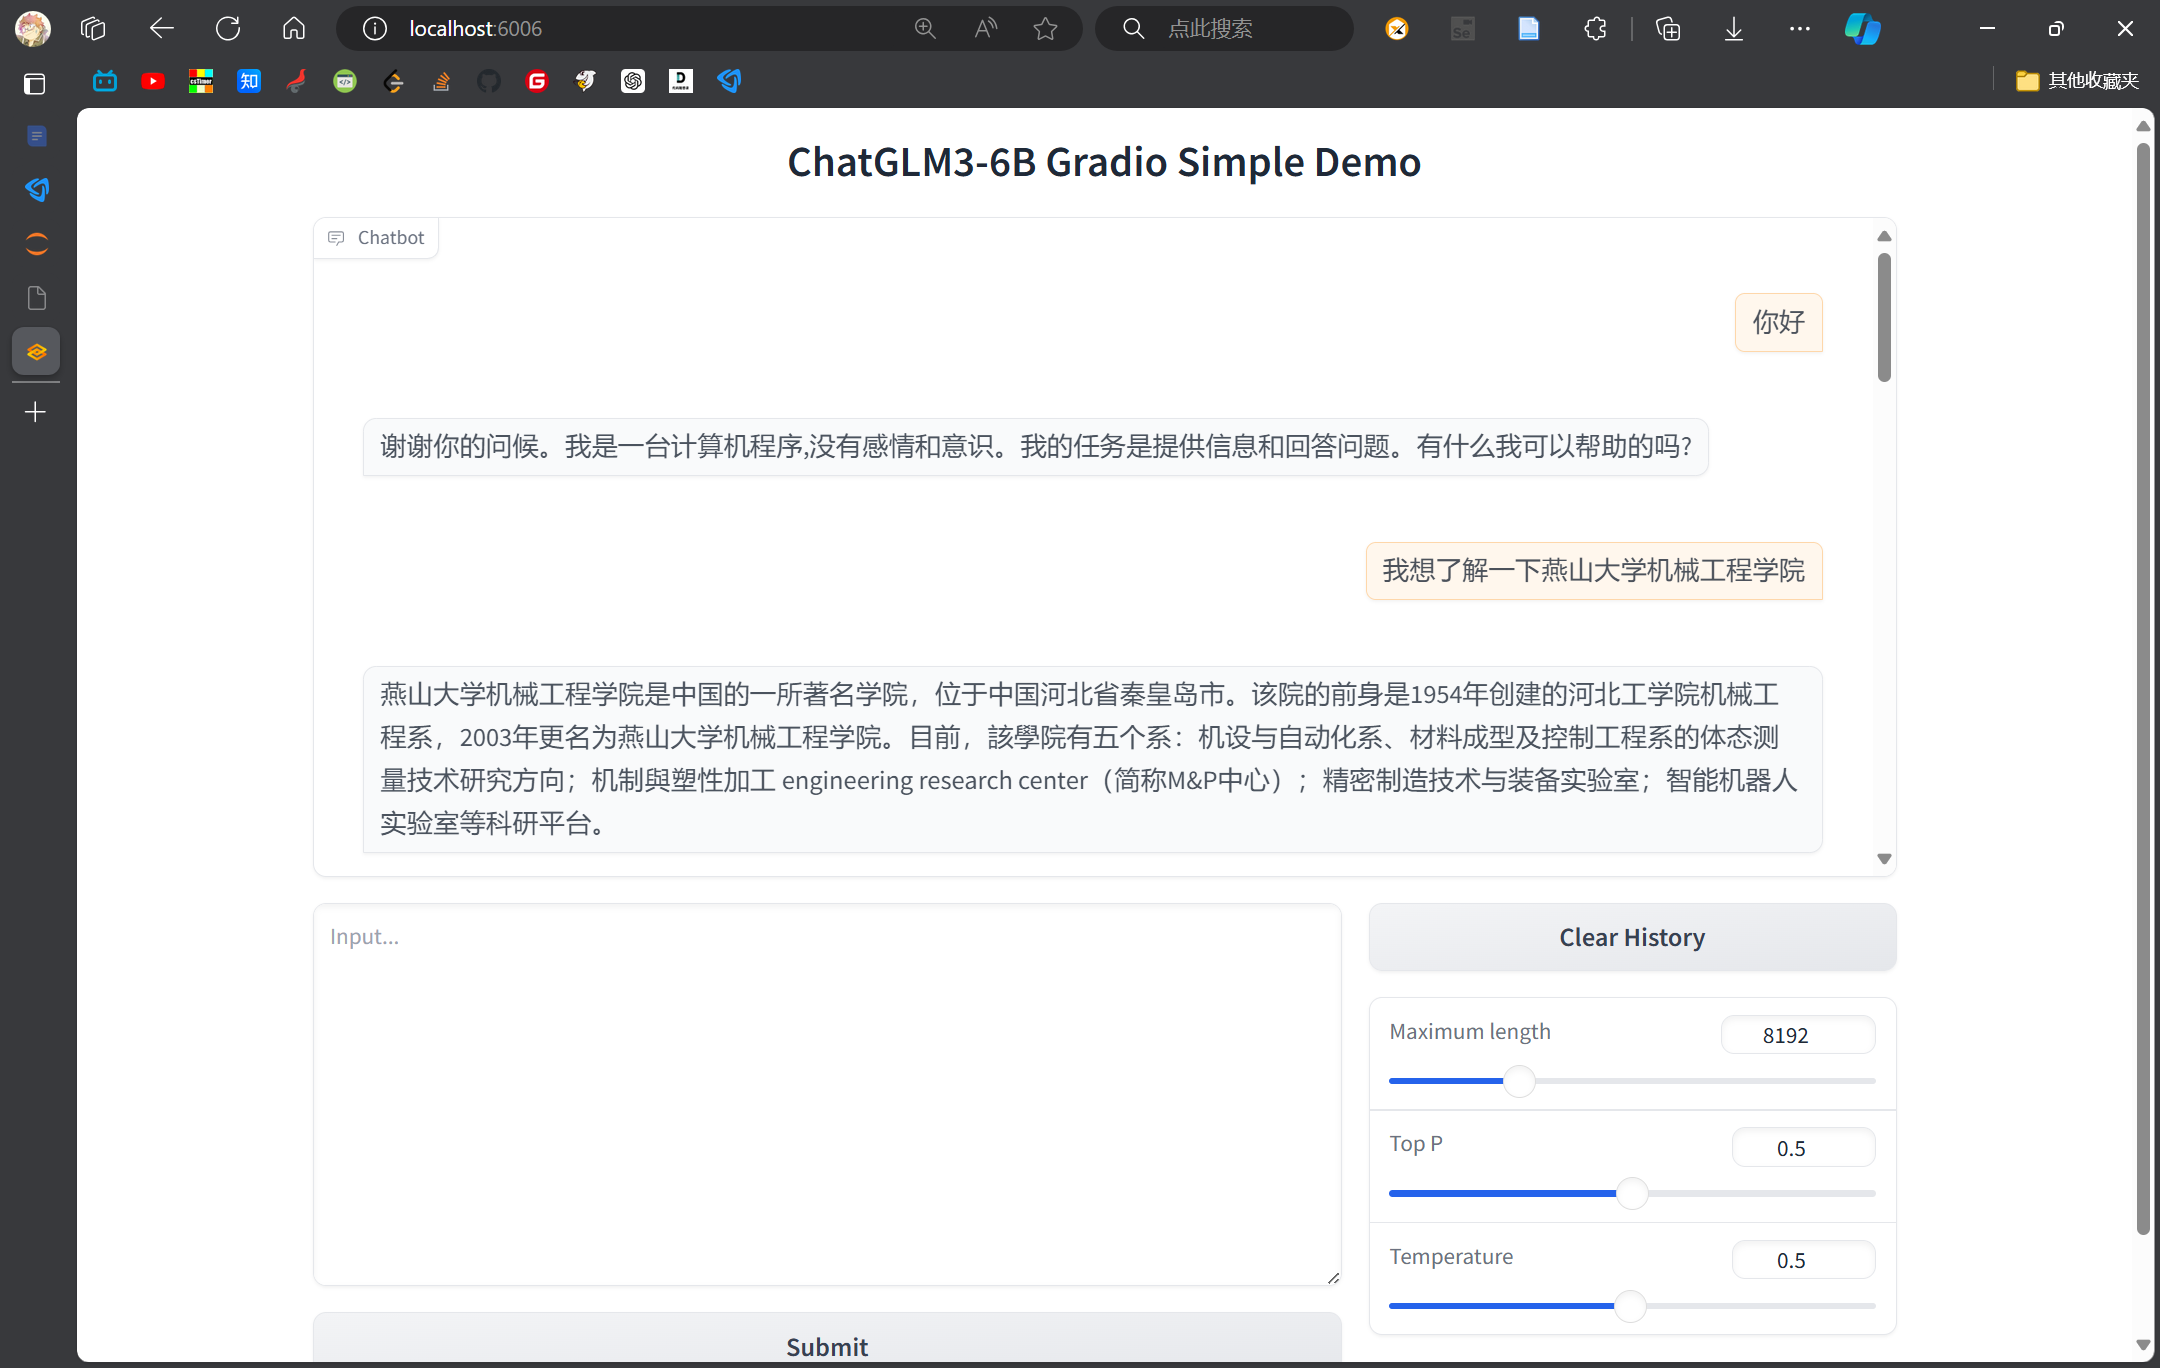 localhost:6006
点此搜索
csTimer
知
其他收藏夹
ChatGLM3-6B Gradio Simple Demo
Chatbot
你好
谢谢你的问候。我是一台计算机程序,没有感情和意识。我的任务是提供信息和回答问题。有什么我可以帮助的吗?
我想了解一下燕山大学机械工程学院
燕山大学机械工程学院是中国的一所著名学院，位于中国河北省秦皇岛市。该院的前身是1954年创建的河北工学院机械工
程系，2003年更名为燕山大学机械工程学院。目前，該學院有五个系：机设与自动化系、材料成型及控制工程系的体态测
量技术研究方向；机制與塑性加工 engineering research center（简称M&P中心）；精密制造技术与装备实验室；智能机器人
实验室等科研平台。
Input...
Clear History
Maximum length
8192
Top P
0.5
Temperature
0.5
Submit